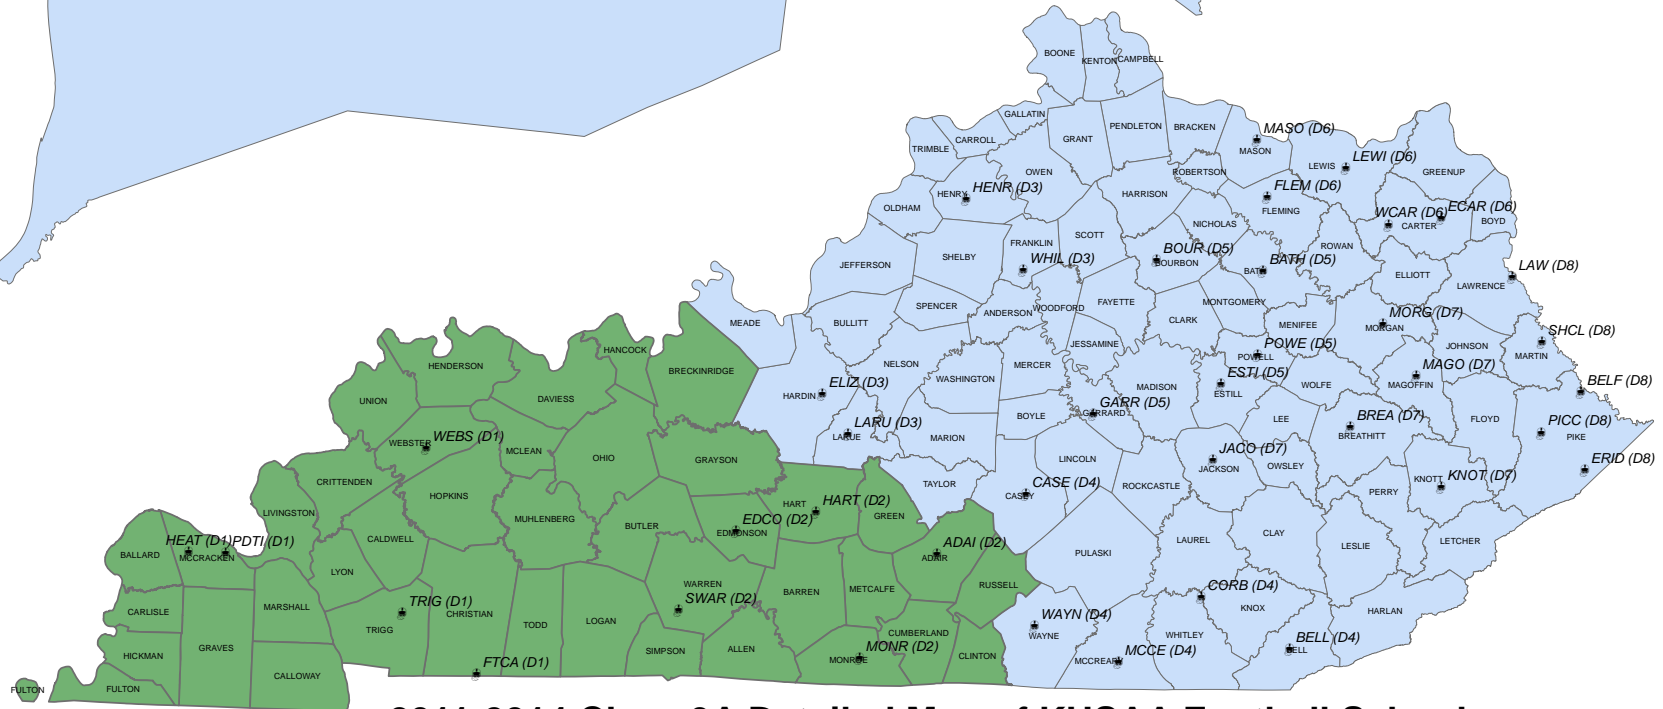 BOONE
KENTON
CAMPBELL
GALLATIN
CARROLL
TRIMBLE
GRANT
PENDLETON
BRACKEN
MASO (D6)
MASON
ROBERTSON
LEWIS
LEWI (D6)
GREENUP
OWEN
HENRY
HENR (D3)
HARRISON
FLEM (D6)
FLEMING
OLDHAM
NICHOLAS
WCAR (D6)
ECAR (D6)
CARTER
BOYD
SCOTT
FRANKLIN
WHIL (D3)
SHELBY
JEFFERSON
BOUR (D5)
BOURBON
BATH (D5)
ROWAN
ELLIOTT
LAW (D8)
LAWRENCE
SPENCER
ANDERSON
WOODFORD
FAYETTE
MONTGOMERY
CLARK
MENIFEE
MORG (D7)
MORGAN
SHCL (D8)
MARTIN
JOHNSON
MEADE
BULLITT
JESSAMINE
POWE (D5)
POWELL
ESTI (D5)
ESTILL
WOLFE
MAGO (D7)
MAGOFFIN
BELF (D8)
HANCOCK
BRECKINRIDGE
HENDERSON
NELSON
WASHINGTON
MERCER
MADISON
HARDIN
ELIZ (D3)
UNION
DAVIESS
BOYLE
GARR (D5)
GARRARD
LEE
BREA (D7)
BREATHITT
FLOYD
PICC (D8)
PIKE
LARU (D3)
LARUE
MARION
WEBSTER
WEBS (D1)
MCLEAN
OHIO
GRAYSON
LINCOLN
JACO (D7)
JACKSON
OWSLEY
ERID (D8)
KNOTT
KNOT (D7)
CRITTENDEN
HOPKINS
TAYLOR
CASE (D4)
CASEY
ROCKCASTLE
PERRY
LIVINGSTON
MUHLENBERG
BUTLER
EDCO (D2)
EDMONSON
HART
HART (D2)
GREEN
HEAT (D1)
PDTI (D1)
BALLARD
MCCRACKEN
CALDWELL
LYON
ADAI (D2)
ADAIR
PULASKI
LAUREL
CLAY
LESLIE
LETCHER
WARREN
SWAR (D2)
BARREN
METCALFE
RUSSELL
CORB (D4)
KNOX
HARLAN
CARLISLE
MARSHALL
TRIG (D1)
TRIGG
CHRISTIAN
TODD
LOGAN
WAYN (D4)
WAYNE
WHITLEY
BELL (D4)
HICKMAN
GRAVES
SIMPSON
ALLEN
MONR (D2)
MONROE
CUMBERLAND
CLINTON
MCCE (D4)
MCCREARY
FTCA (D1)
CALLOWAY
FULTON
FULTON